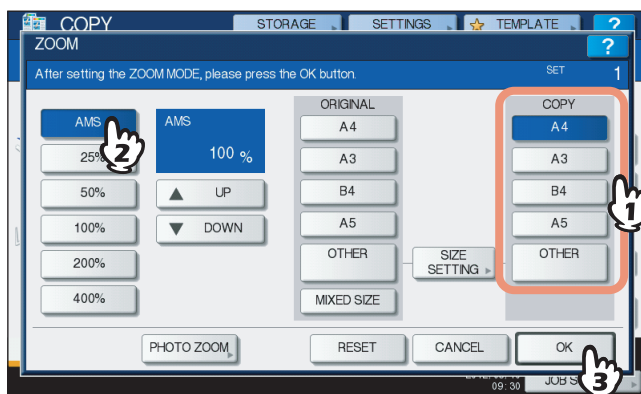 COPY STORAGE SETTINGS TEMPLATE ?
ZOOM ?
After setting the ZOOM MODE, please press the OK button. SET 1
ORIGINAL COPY
AMS AMS A4 A4
25% 100 % A3 A3
2
50% UP B4 B4
1
100% DOWN A5 A5
200% OTHER SIZE SETTING OTHER
400% MIXED SIZE
PHOTO ZOOM RESET CANCEL OK
3
09:30 JOB S